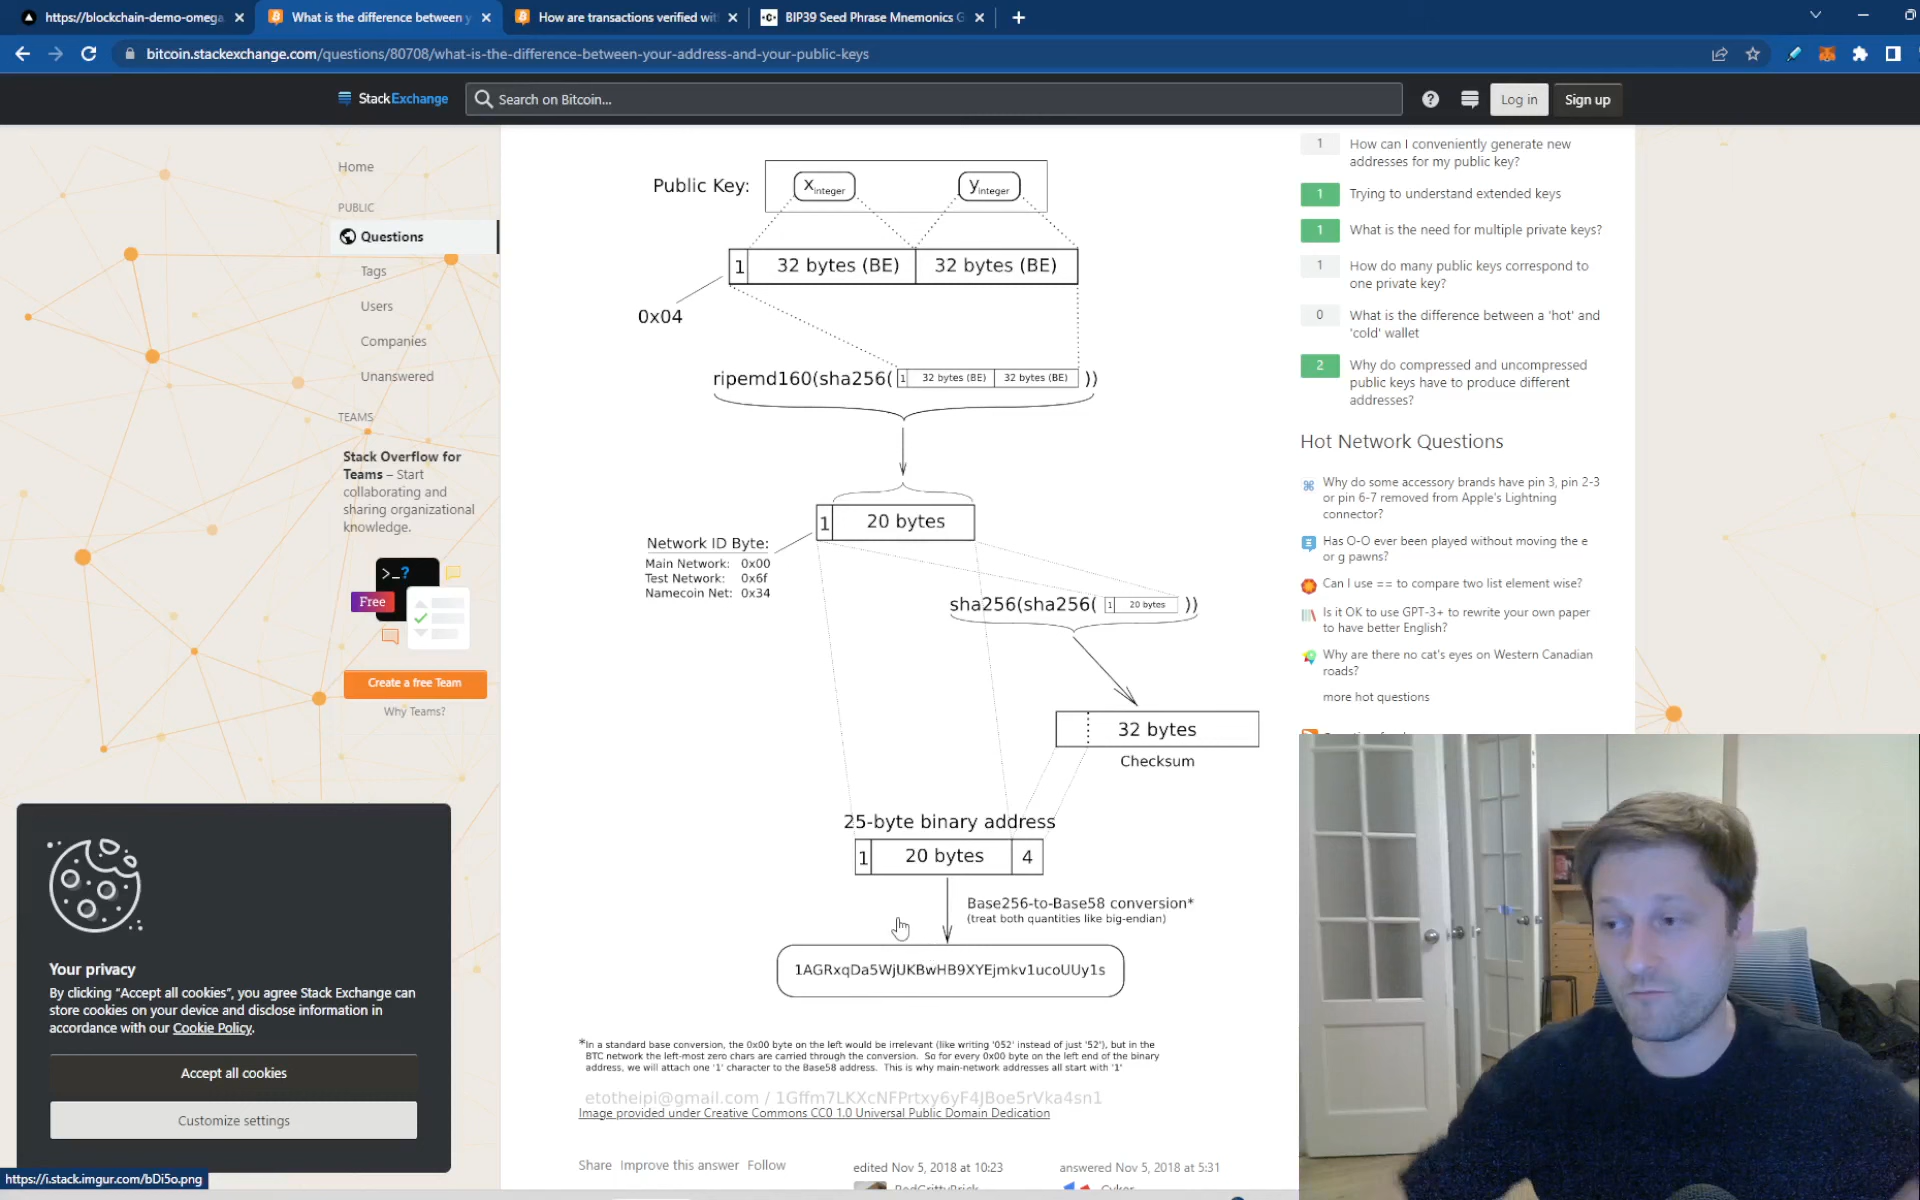 https://blockchain-demo-omega.
What is the difference between y
How are transactions verified wit
BIP39 Seed Phrase Mnemonics G
bitcoin.stackexchange.com/questions/80708/what-is-the-difference-between-your-address-and-your-public-keys
StackExchange
Search on Bitcoin...
Log in
Sign up
Home
PUBLIC
Questions
Tags
Users
Companies
Unanswered
TEAMS
Stack Overflow for
Teams – Start
collaborating and
sharing organizational
knowledge.
>_?
Free
Create a free Team
Why Teams?
Public Key:
x integer
y integer
1
32 bytes (BE)
32 bytes (BE)
0x04
ripemd160(sha256( 1 32 bytes (BE) 32 bytes (BE) ))
1
20 bytes
Network ID Byte:
Main Network: 0x00
Test Network: 0x6f
Namecoin Net: 0x34
sha256(sha256( 1 20 bytes ))
32 bytes
Checksum
25-byte binary address
1
20 bytes
4
Base256-to-Base58 conversion*
(treat both quantities like big-endian)
1AGRxqDa5WjUKBwHB9XYEjmkv1ucoUUy1s
*In a standard base conversion, the 0x00 byte on the left would be irrelevant (like writing '052' instead of just '52'), but in the
BTC network the left-most zero chars are carried through the conversion. So for every 0x00 byte on the left end of the binary
address, we will attach one '1' character to the Base58 address. This is why main-network addresses all start with '1'
etotheipi@gmail.com / 1Gffm7LKXcNFPrtxy6yF4JBoe5rVka4sn1
Image provided under Creative Commons CC0 1.0 Universal Public Domain Dedication
Share Improve this answer Follow
edited Nov 5, 2018 at 10:23
RedGrittyBrick
answered Nov 5, 2018 at 5:31
Cyker
1
How can I conveniently generate new
addresses for my public key?
1
Trying to understand extended keys
1
What is the need for multiple private keys?
1
How do many public keys correspond to
one private key?
0
What is the difference between a 'hot' and
'cold' wallet
2
Why do compressed and uncompressed
public keys have to produce different
addresses?
Hot Network Questions
Why do some accessory brands have pin 3, pin 2-3
or pin 6-7 removed from Apple's Lightning
connector?
Has O-O ever been played without moving the e
or g pawns?
Can I use == to compare two list element wise?
Is it OK to use GPT-3+ to rewrite your own paper
to have better English?
Why are there no cat's eyes on Western Canadian
roads?
more hot questions
Your privacy
By clicking “Accept all cookies”, you agree Stack Exchange can
store cookies on your device and disclose information in
accordance with our Cookie Policy.
Accept all cookies
Customize settings
https://i.stack.imgur.com/bDi5o.png